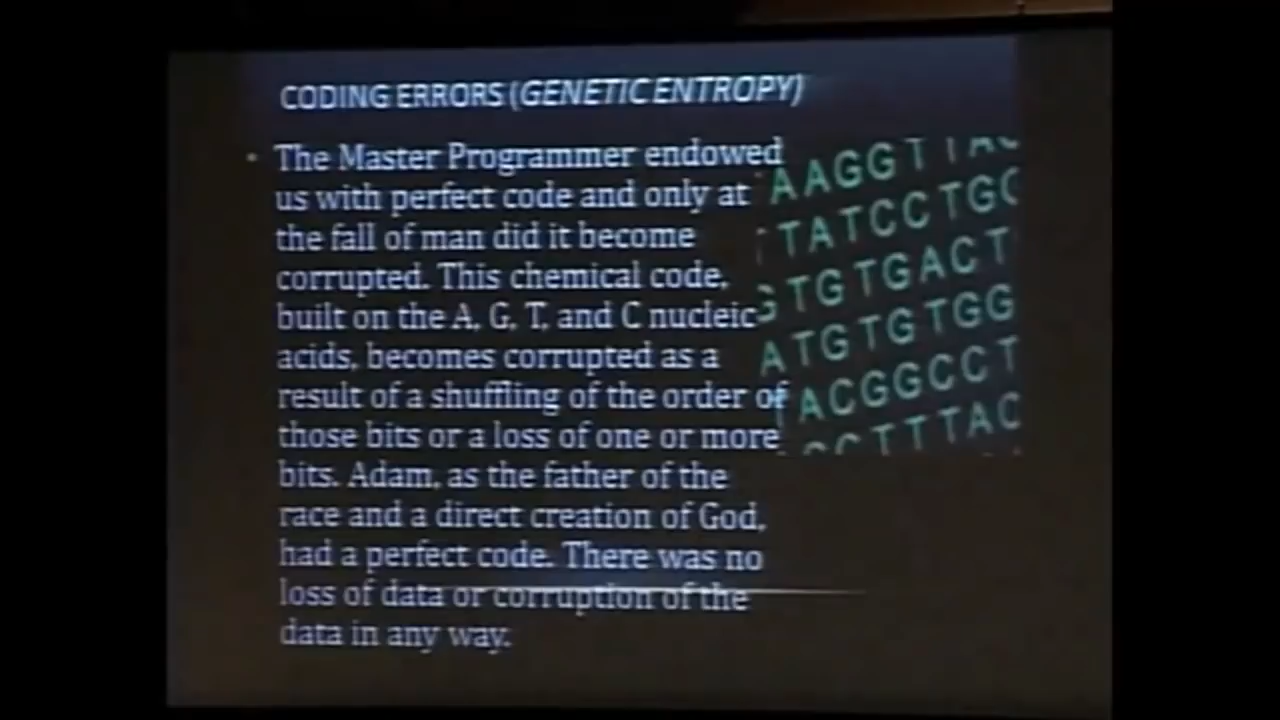 CODING ERRORS (GENETIC ENTROPY)
• The Master Programmer endowed
us with perfect code and only at
the fall of man did it become
corrupted. This chemical code,
built on the A, G, T, and C nucleic
acids, becomes corrupted as a
result of a shuffling of the order of
those bits or a loss of one or more
bits. Adam, as the father of the
race and a direct creation of God,
had a perfect code. There was no
loss of data or corruption of the
data in any way.
AAGGTTAC
TATCCTGC
GTGTGACT
ATGTGTGG
TACGGCCT
CCTTTAC